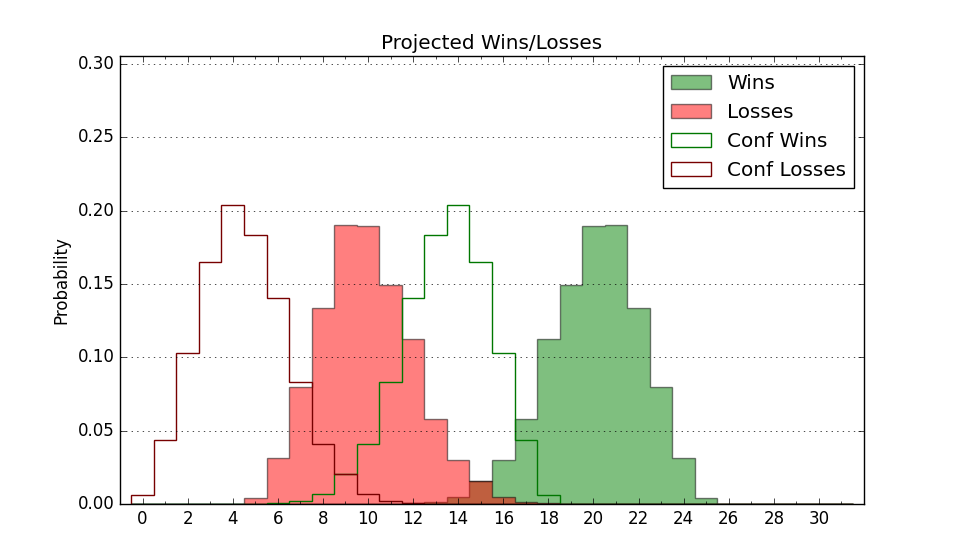 Projected Wins/Losses
0.30
0.25
0.20
0.15
0.10
0.05
0.00
Probability
Wins
Losses
Conf Wins
Conf Losses
0 2 4 6 8 10 12 14 16 18 20 22 24 26 28 30